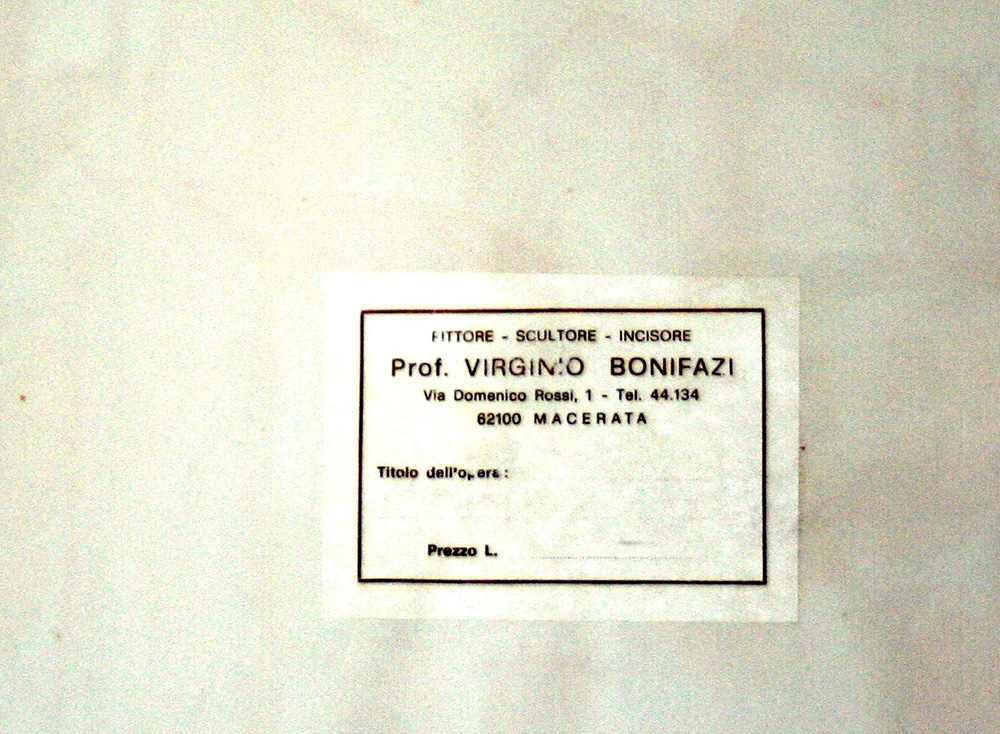 PITTORE - SCULTORE - INCISORE
Prof. VIRGINIO BONIFAZI
Via Domenico Rossi, 1 - Tel. 44.134
62100 MACERATA
Titolo dell'opera:
Prezzo L.